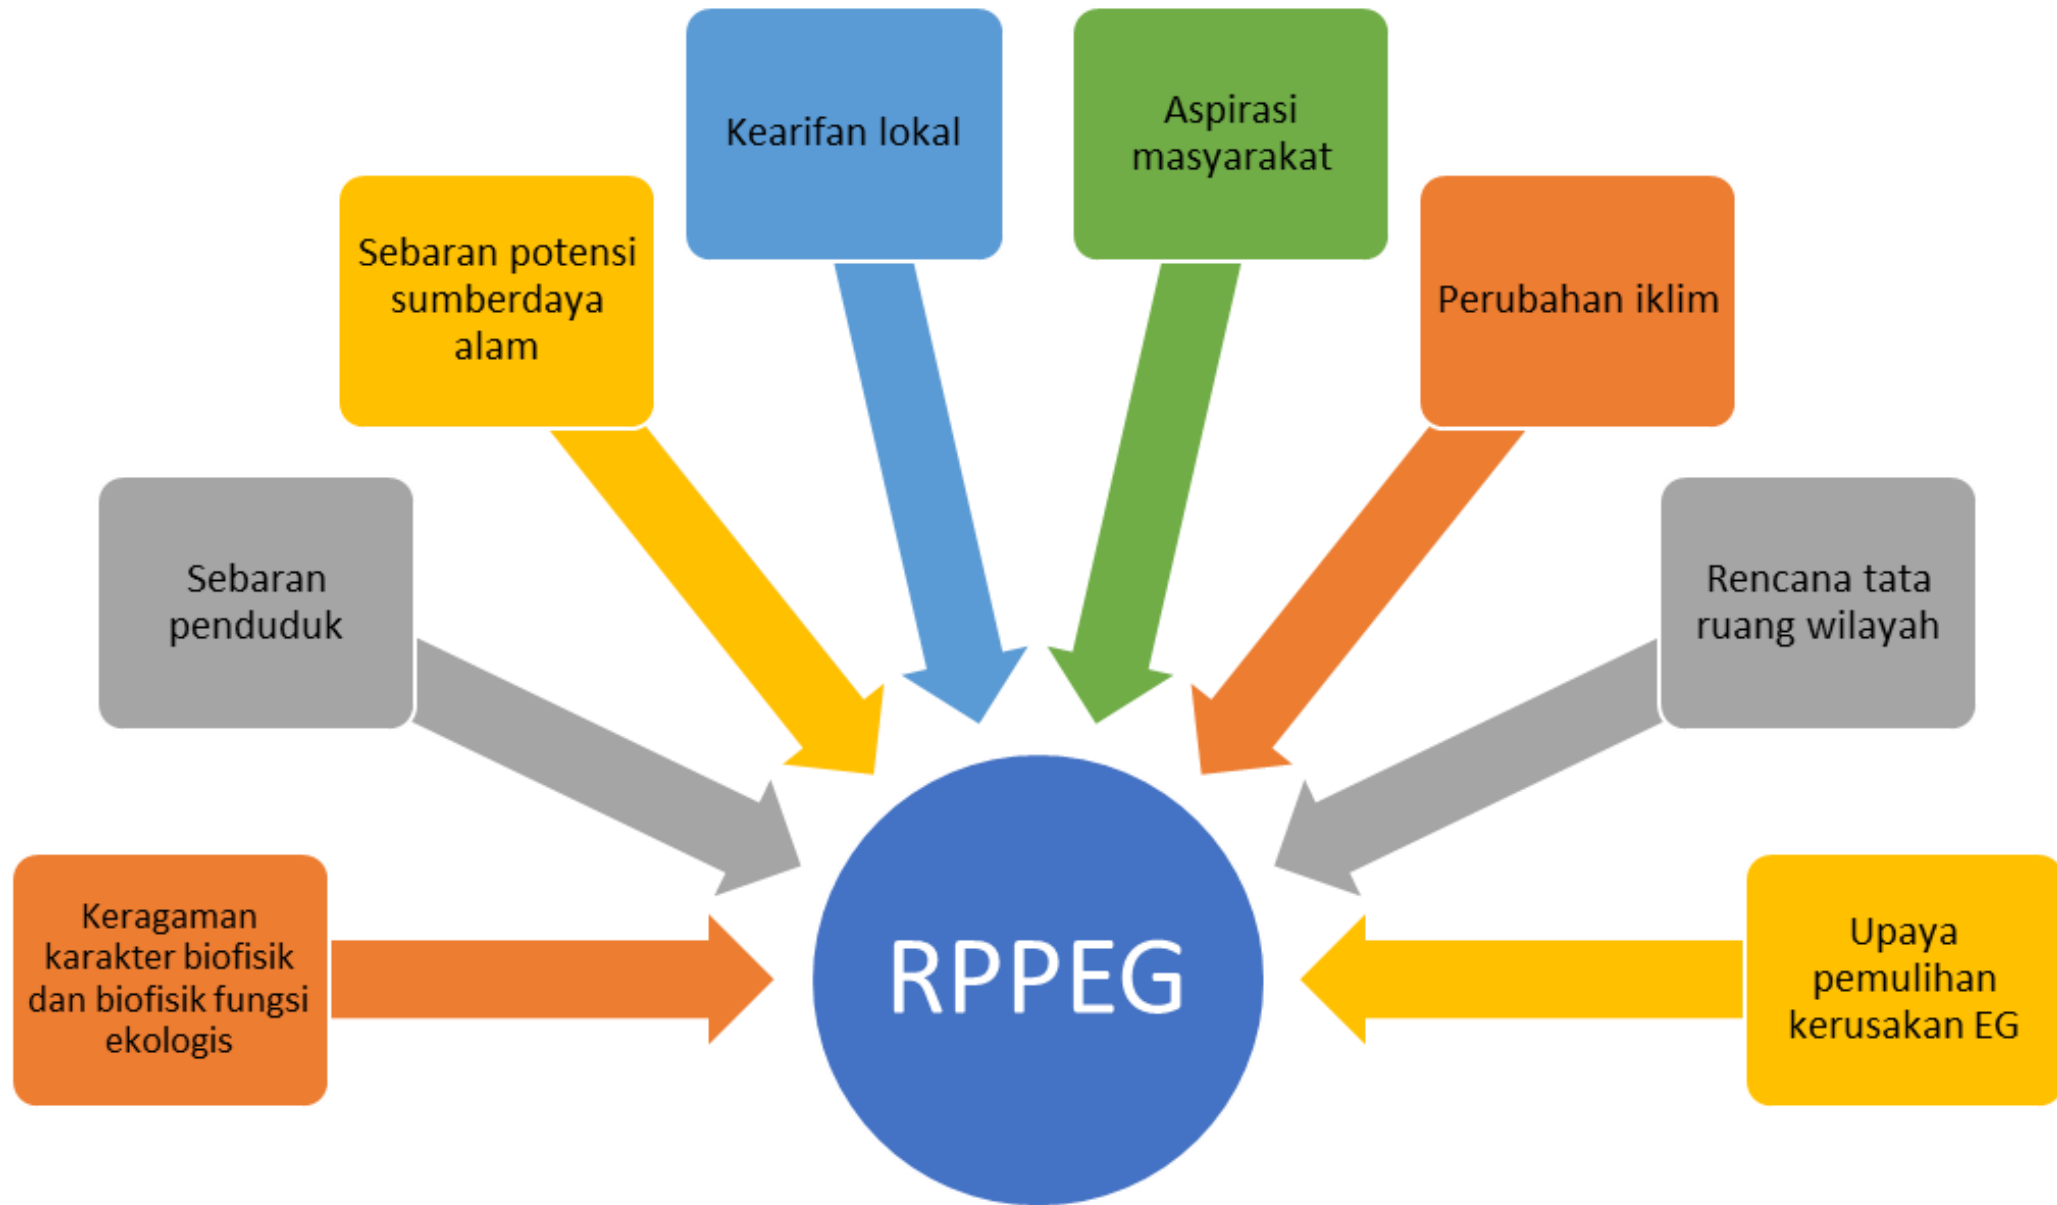 Kearifan lokal
Aspirasi
masyarakat
Sebaran potensi
sumberdaya
alam
Perubahan iklim
Sebaran
penduduk
Rencana tata
ruang wilayah
Keragaman
karakter biofisik
dan biofisik fungsi
ekologis
RPPEG
Upaya
pemulihan
kerusakan EG